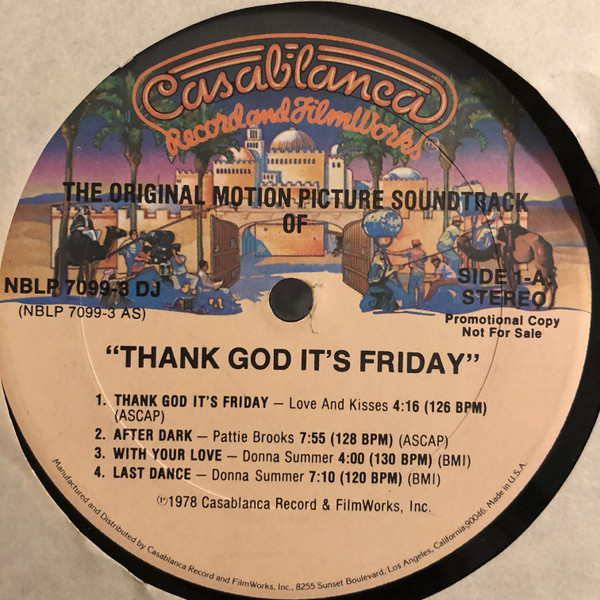 Casablanca
Record and FilmWorks
THE ORIGINAL MOTION PICTURE SOUNDTRACK
OF
NBLP 7099-3 DJ
(NBLP 7099-3 AS)
SIDE 1-A
STEREO
Promotional Copy
Not For Sale
"THANK GOD IT'S FRIDAY"
1. THANK GOD IT'S FRIDAY — Love And Kisses 4:16 (126 BPM)
(ASCAP)
2. AFTER DARK — Pattie Brooks 7:55 (128 BPM) (ASCAP)
3. WITH YOUR LOVE — Donna Summer 4:00 (130 BPM) (BMI)
4. LAST DANCE — Donna Summer 7:10 (120 BPM) (BMI)
℗1978 Casablanca Record & FilmWorks, Inc.
Manufactured and Distributed by Casablanca Record and FilmWorks, Inc., 8255 Sunset Boulevard, Los Angeles, California 90046. Made in U.S.A.